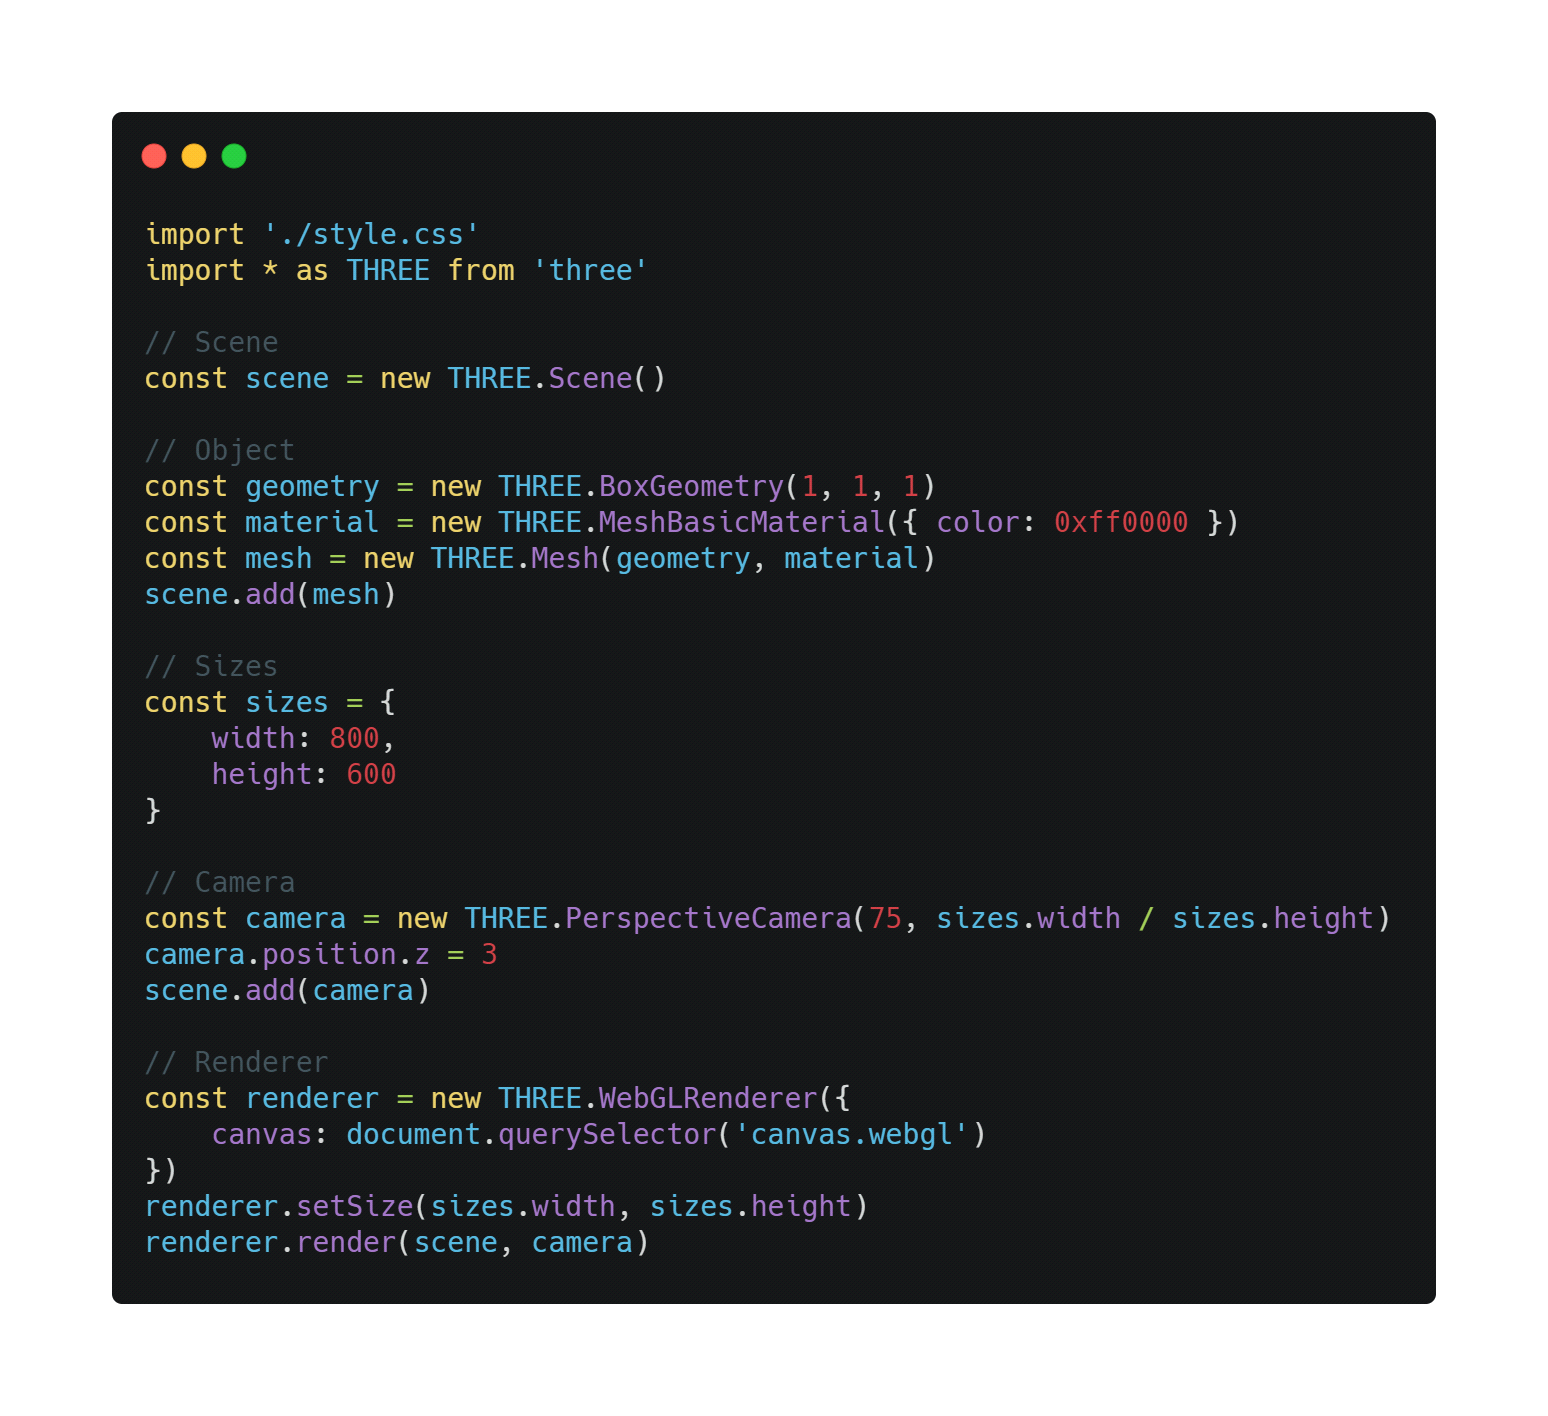 import './style.css'
import * as THREE from 'three'

// Scene
const scene = new THREE.Scene()

// Object
const geometry = new THREE.BoxGeometry(1, 1, 1)
const material = new THREE.MeshBasicMaterial({ color: 0xff0000 })
const mesh = new THREE.Mesh(geometry, material)
scene.add(mesh)

// Sizes
const sizes = {
    width: 800,
    height: 600
}

// Camera
const camera = new THREE.PerspectiveCamera(75, sizes.width / sizes.height)
camera.position.z = 3
scene.add(camera)

// Renderer
const renderer = new THREE.WebGLRenderer({
    canvas: document.querySelector('canvas.webgl')
})
renderer.setSize(sizes.width, sizes.height)
renderer.render(scene, camera)